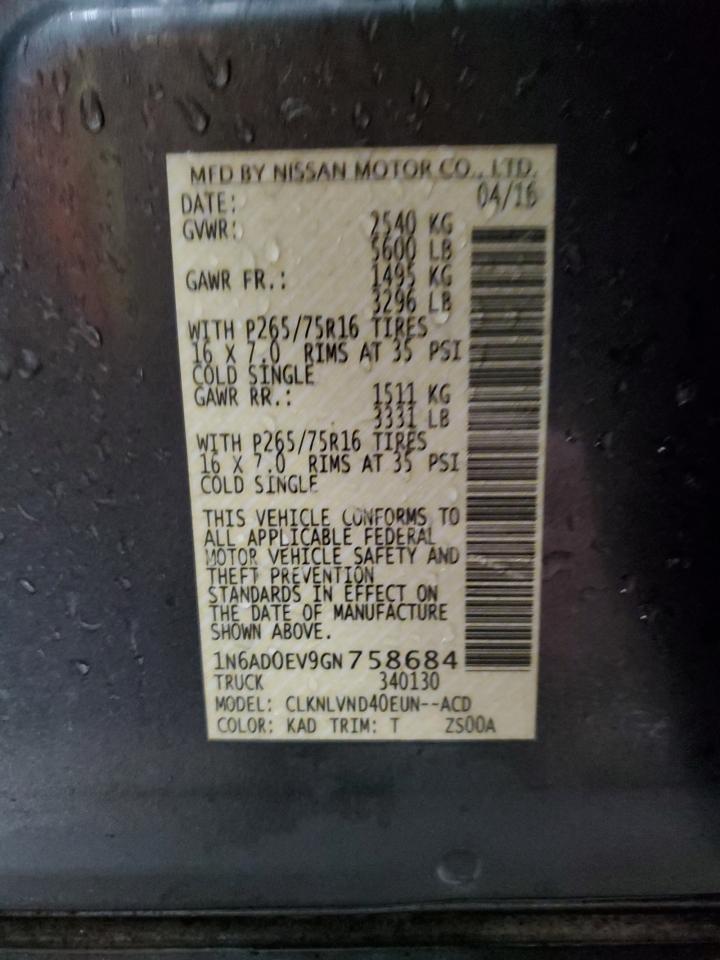 MFD BY NISSAN MOTOR CO., LTD.
DATE: 04/16
GVWR: 2540 KG
5600 LB
GAWR FR.: 1495 KG
3296 LB
WITH P265/75R16 TIRES
16 X 7.0 RIMS AT 35 PSI
COLD SINGLE
GAWR RR.: 1511 KG
3331 LB
WITH P265/75R16 TIRES
16 X 7.0 RIMS AT 35 PSI
COLD SINGLE
THIS VEHICLE CONFORMS TO
ALL APPLICABLE FEDERAL
MOTOR VEHICLE SAFETY AND
THEFT PREVENTION
STANDARDS IN EFFECT ON
THE DATE OF MANUFACTURE
SHOWN ABOVE.
1N6AD0EV9GN758684
TRUCK 340130
MODEL: CLKNLVND40EUN--ACD
COLOR: KAD TRIM: T ZS00A